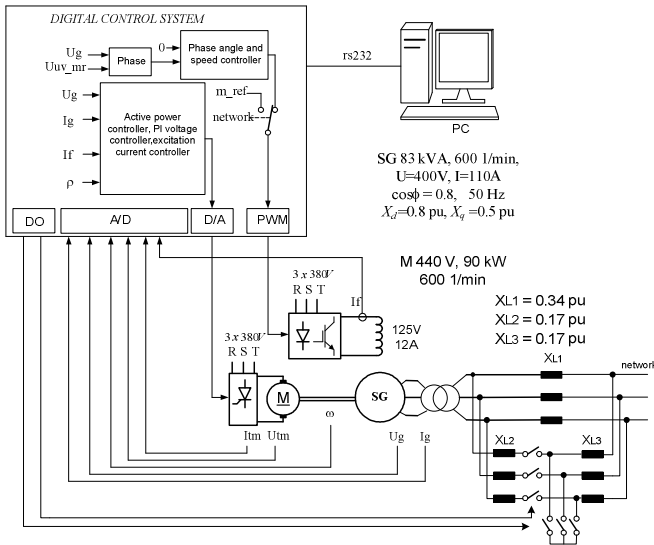 DIGITAL CONTROL SYSTEM
Ug
Uuv_mr
Phase
0
Phase angle and
speed controller
Ug
Ig
If
ρ
Active power
controller, PI voltage
controller,excitation
current controller
m_ref
network
DO
A/D
D/A
PWM
rs232
PC
SG 83 kVA, 600 1/min,
U=400V, I=110A
cosϕ = 0.8, 50 Hz
Xd=0.8 pu, Xq=0.5 pu
M 440 V, 90 kW
600 1/min
XL1 = 0.34 pu
XL2 = 0.17 pu
XL3 = 0.17 pu
3 x 380V
R S T
If
125V
12A
3 x 380V
R S T
M
SG
ω
Itm
Utm
Ug
Ig
XL1
network
XL2
XL3